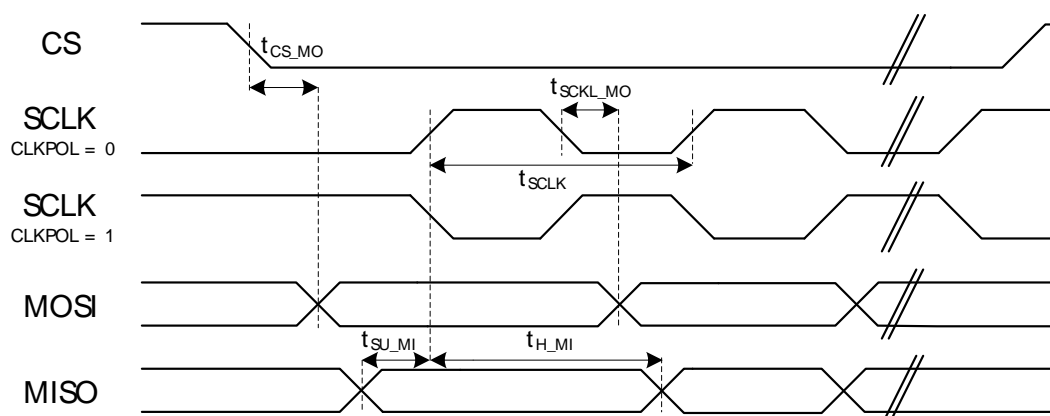 CS
tCS_MO
SCLK
CLKPOL = 0
tSCKL_MO
tSCLK
SCLK
CLKPOL = 1
MOSI
tSU_MI
tH_MI
MISO